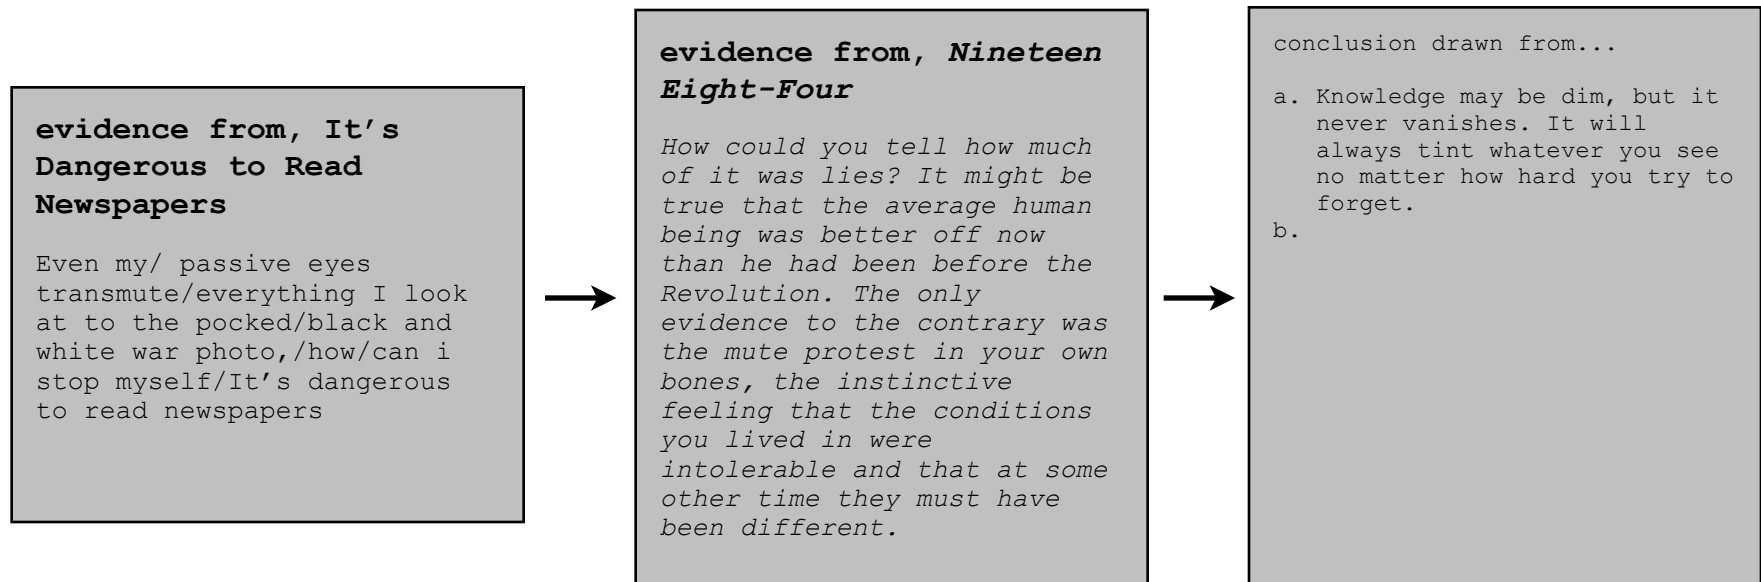 evidence from, It's
Dangerous to Read
Newspapers
Even my/ passive eyes
transmute/everything I look
at to the pocked/black and
white war photo,/how/can i
stop myself/It's dangerous
to read newspapers
evidence from, Nineteen
Eight-Four
How could you tell how much
of it was lies? It might be
true that the average human
being was better off now
than he had been before the
Revolution. The only
evidence to the contrary was
the mute protest in your own
bones, the instinctive
feeling that the conditions
you lived in were
intolerable and that at some
other time they must have
been different.
conclusion drawn from...
a. Knowledge may be dim, but it
never vanishes. It will
always tint whatever you see
no matter how hard you try to
forget.
b.